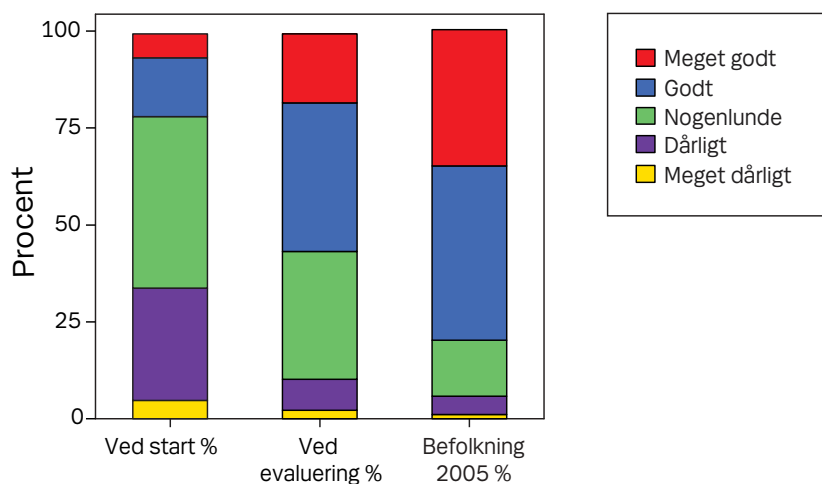 100
75
50
25
0
Procent
Ved start %
Ved
evaluering %
Befolkning
2005 %
Meget godt
Godt
Nogenlunde
Dårligt
Meget dårligt